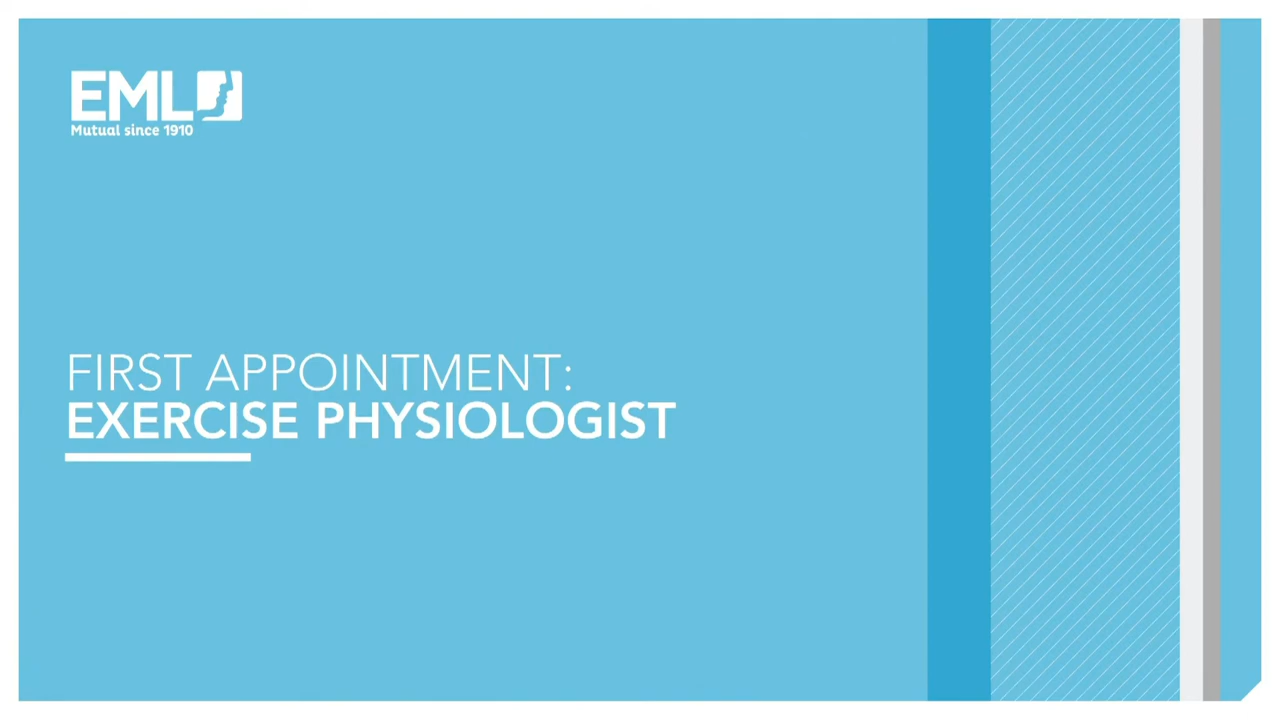 EML
Mutual since 1910
FIRST APPOINTMENT:
EXERCISE PHYSIOLOGIST